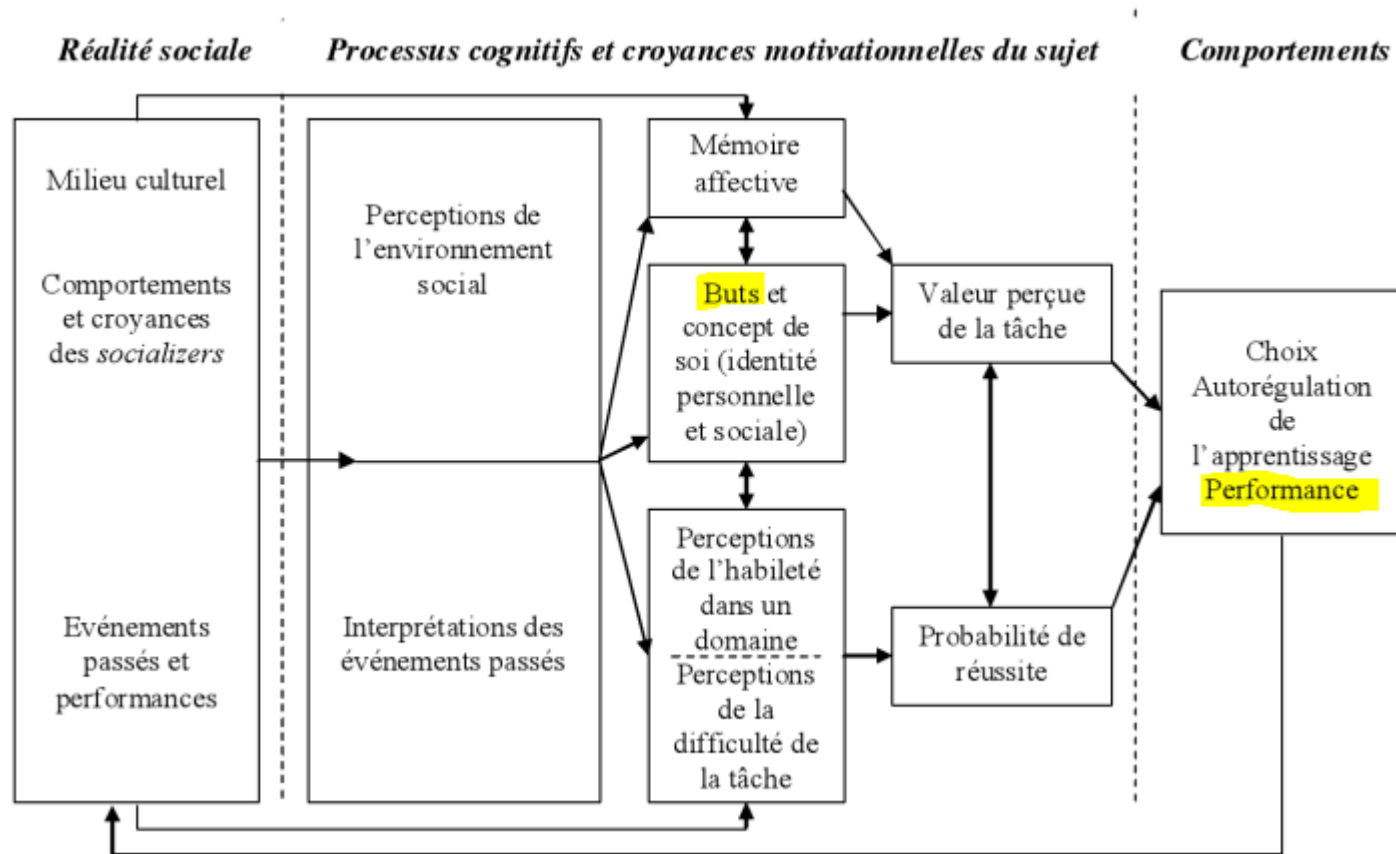 Réalité sociale
Processus cognitifs et croyances motivationnelles du sujet
Comportements
Milieu culturel
Comportements
et croyances
des socializers
Evénements
passés et
performances
Perceptions de
l'environnement
social
Interprétations des
événements passés
Mémoire
affective
Buts et
concept de
soi (identité
personnelle
et sociale)
Perceptions
de l'habileté
dans un
domaine
Perceptions
de la
difficulté de
la tâche
Valeur perçue
de la tâche
Probabilité de
réussite
Choix
Autorégulation
de
l'apprentissage
Performance